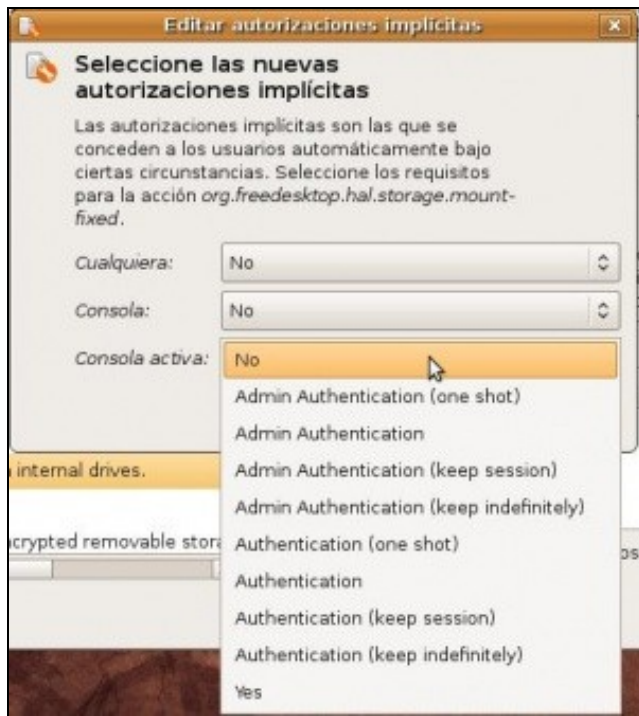 Editar autorizaciones implícitas
Seleccione las nuevas
autorizaciones implícitas
Las autorizaciones implícitas son las que se
conceden a los usuarios automáticamente bajo
ciertas circunstancias. Seleccione los requisitos
para la acción org.freedesktop.hal.storage.mount-
fixed.
Cualquiera: No
Consola: No
Consola activa: No
Admin Authentication (one shot)
Admin Authentication
Admin Authentication (keep session)
internal drives.
Admin Authentication (keep indefinitely)
Authentication (one shot)
removable
Authentication
Authentication (keep session)
Authentication (keep indefinitely)
Yes